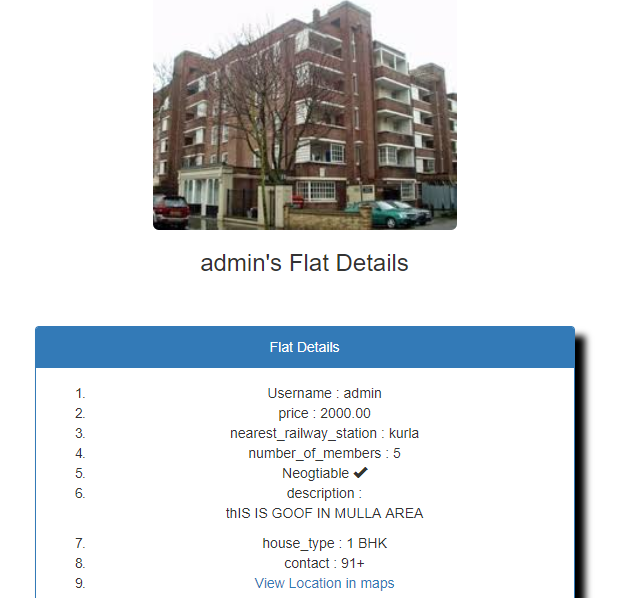 admin's Flat Details
Flat Details
1. Username : admin
2. price : 2000.00
3. nearest_railway_station : kurla
4. number_of_members : 5
5. Neogtiable ✔
6. description :
thIS IS GOOF IN MULLA AREA
7. house_type : 1 BHK
8. contact : 91+
9. View Location in maps